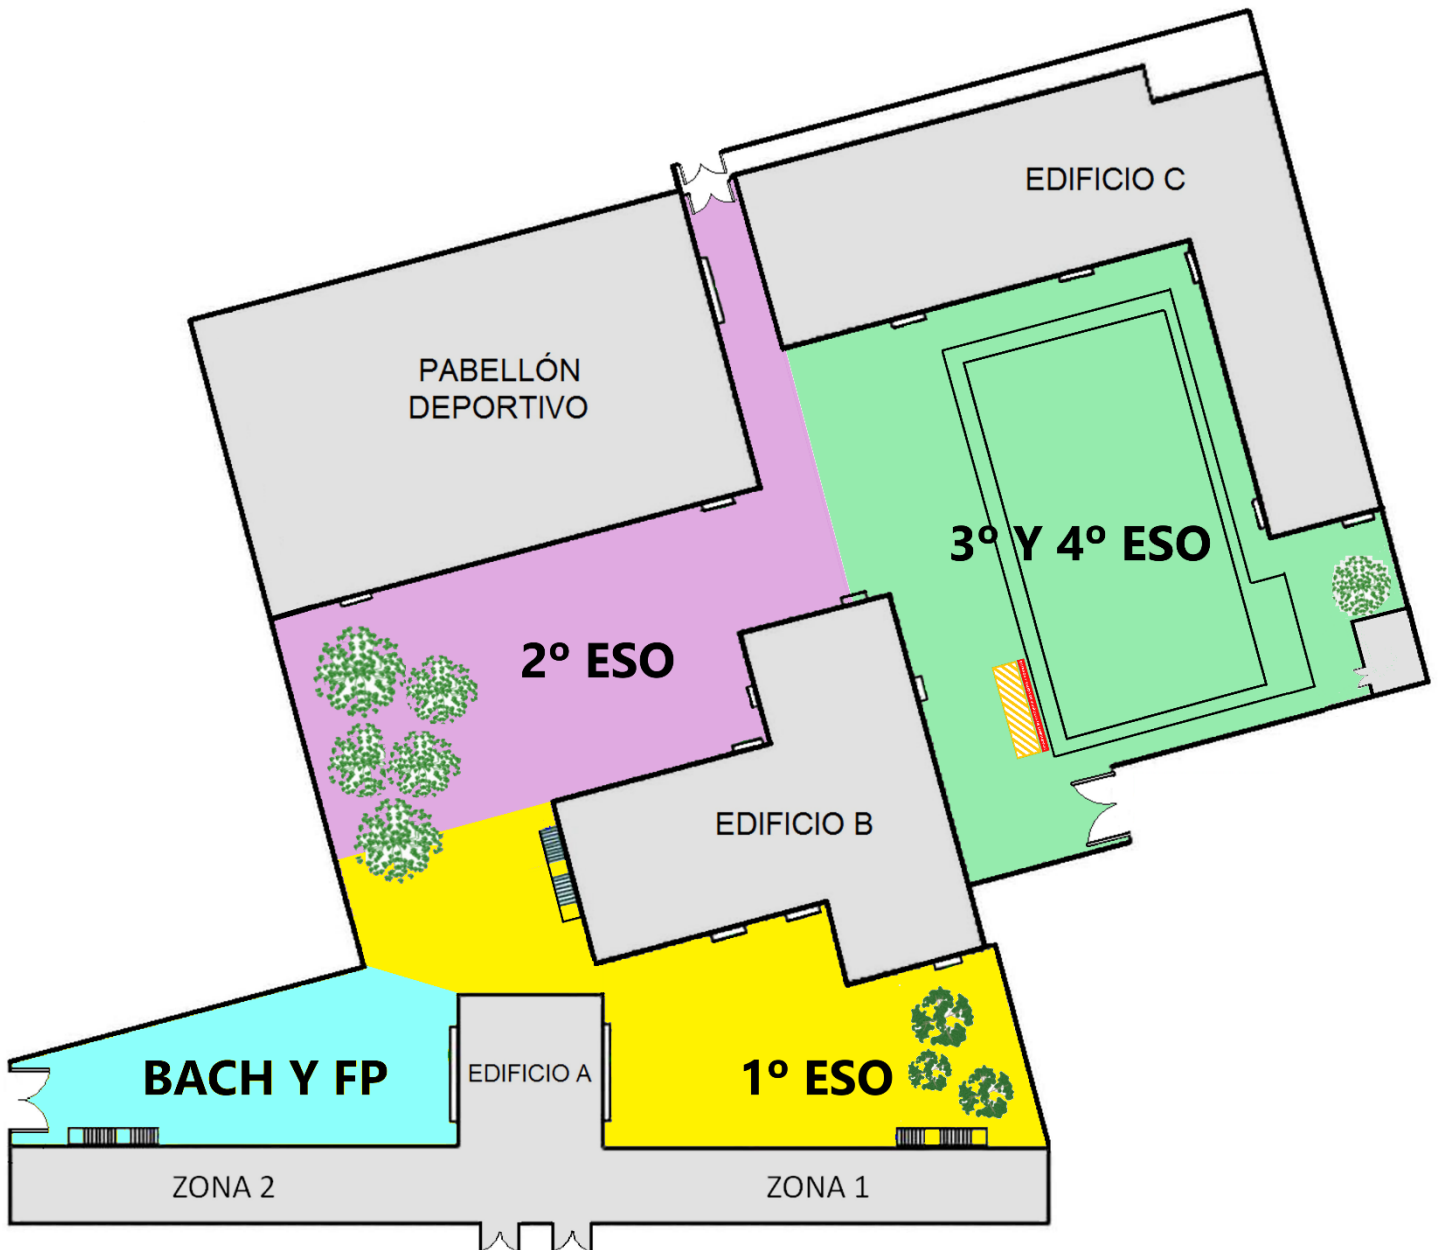 EDIFICIO C
PABELLÓN
DEPORTIVO
3º Y 4º ESO
2º ESO
EDIFICIO B
BACH Y FP
EDIFICIO A
1º ESO
ZONA 2
ZONA 1